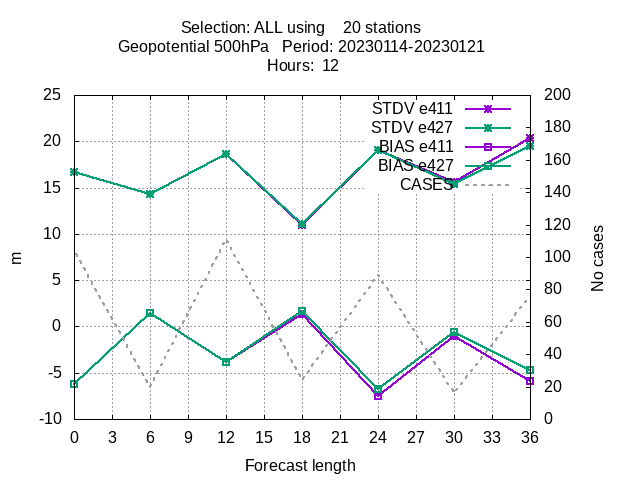 Selection: ALL using    20 stations
Geopotential 500hPa   Period: 20230114-20230121
Hours:  12
25
20
15
10
5
0
-5
-10
m
STDV e411
STDV e427
BIAS e411
BIAS e427
CASES
200
180
160
140
120
100
80
60
40
20
0
No cases
0 3 6 9 12 15 18 21 24 27 30 33 36
Forecast length